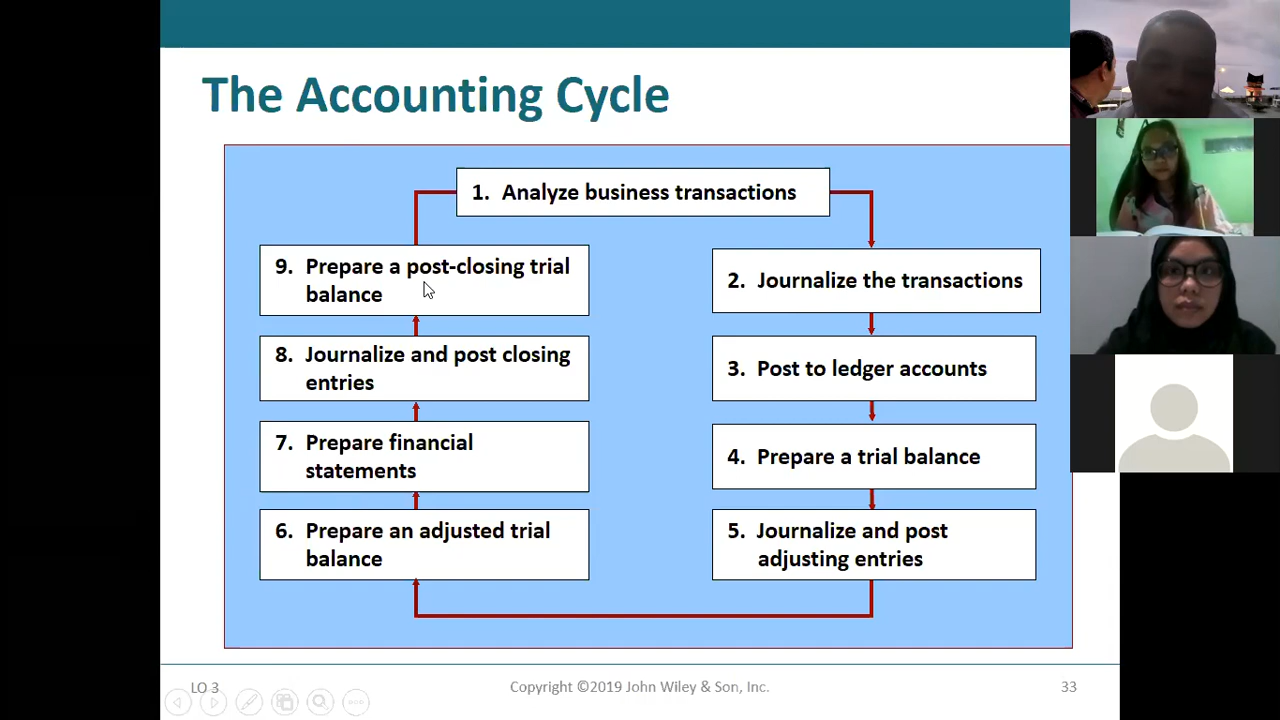 The Accounting Cycle
1. Analyze business transactions
2. Journalize the transactions
3. Post to ledger accounts
4. Prepare a trial balance
5. Journalize and post
adjusting entries
6. Prepare an adjusted trial
balance
7. Prepare financial
statements
8. Journalize and post closing
entries
9. Prepare a post-closing trial
balance
LO 3
Copyright ©2019 John Wiley & Son, Inc.
33